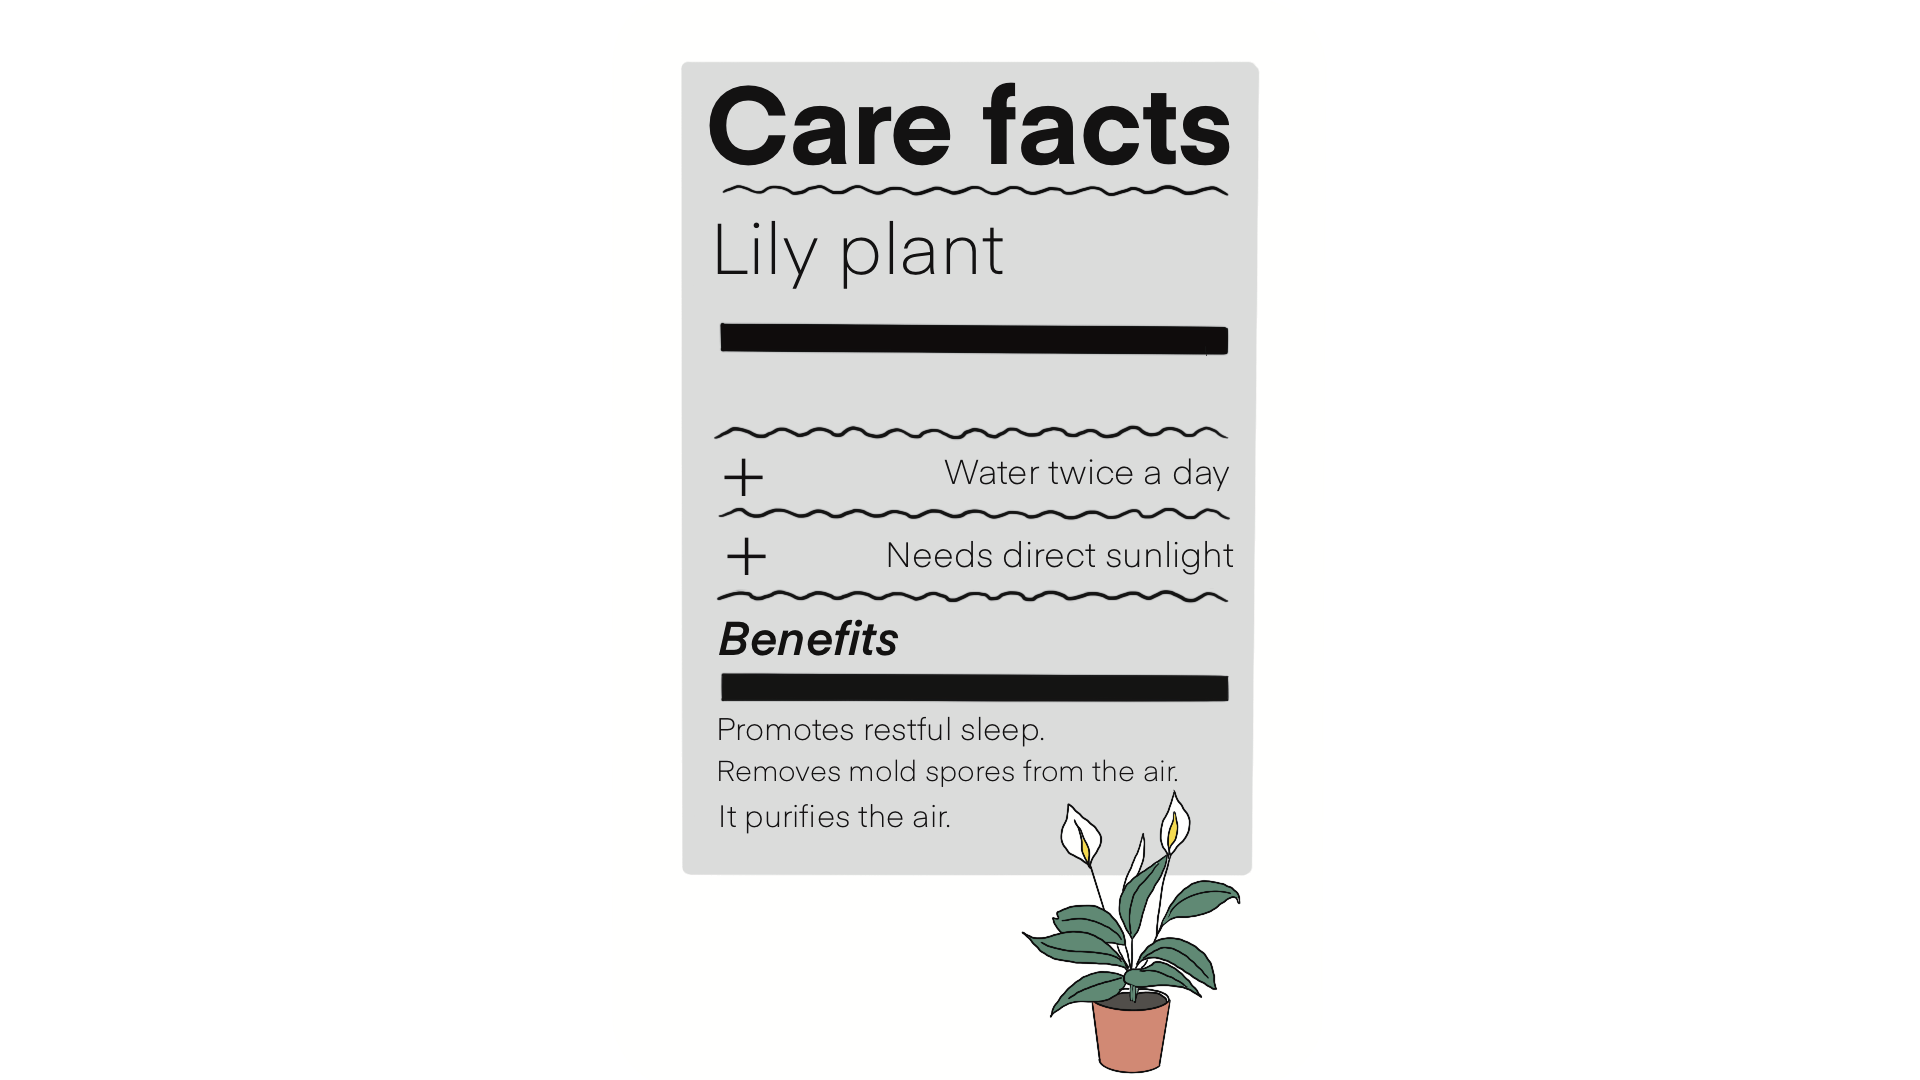 Care facts
Lily plant
+ Water twice a day
+ Needs direct sunlight
Benefits
Promotes restful sleep.
Removes mold spores from the air.
It purifies the air.